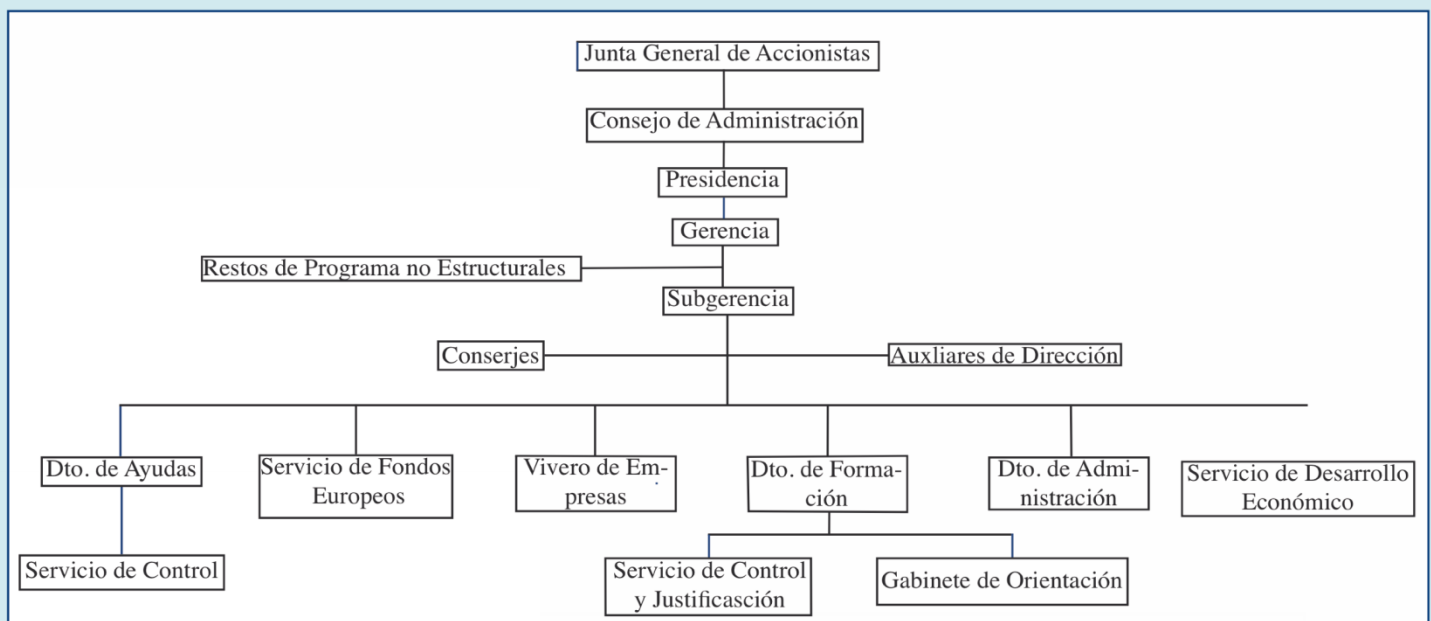 Junta General de Accionistas
Consejo de Administración
Presidencia
Gerencia
Restos de Programa no Estructurales
Subgerencia
Conserjes
Auxliares de Dirección
Dto. de Ayudas
Servicio de Fondos
Europeos
Vivero de Em-
presas
Dto. de Forma-
ción
Dto. de Admi-
nistración
Servicio de Desarrollo
Económico
Servicio de Control
Servicio de Control
y Justificascción
Gabinete de Orientación